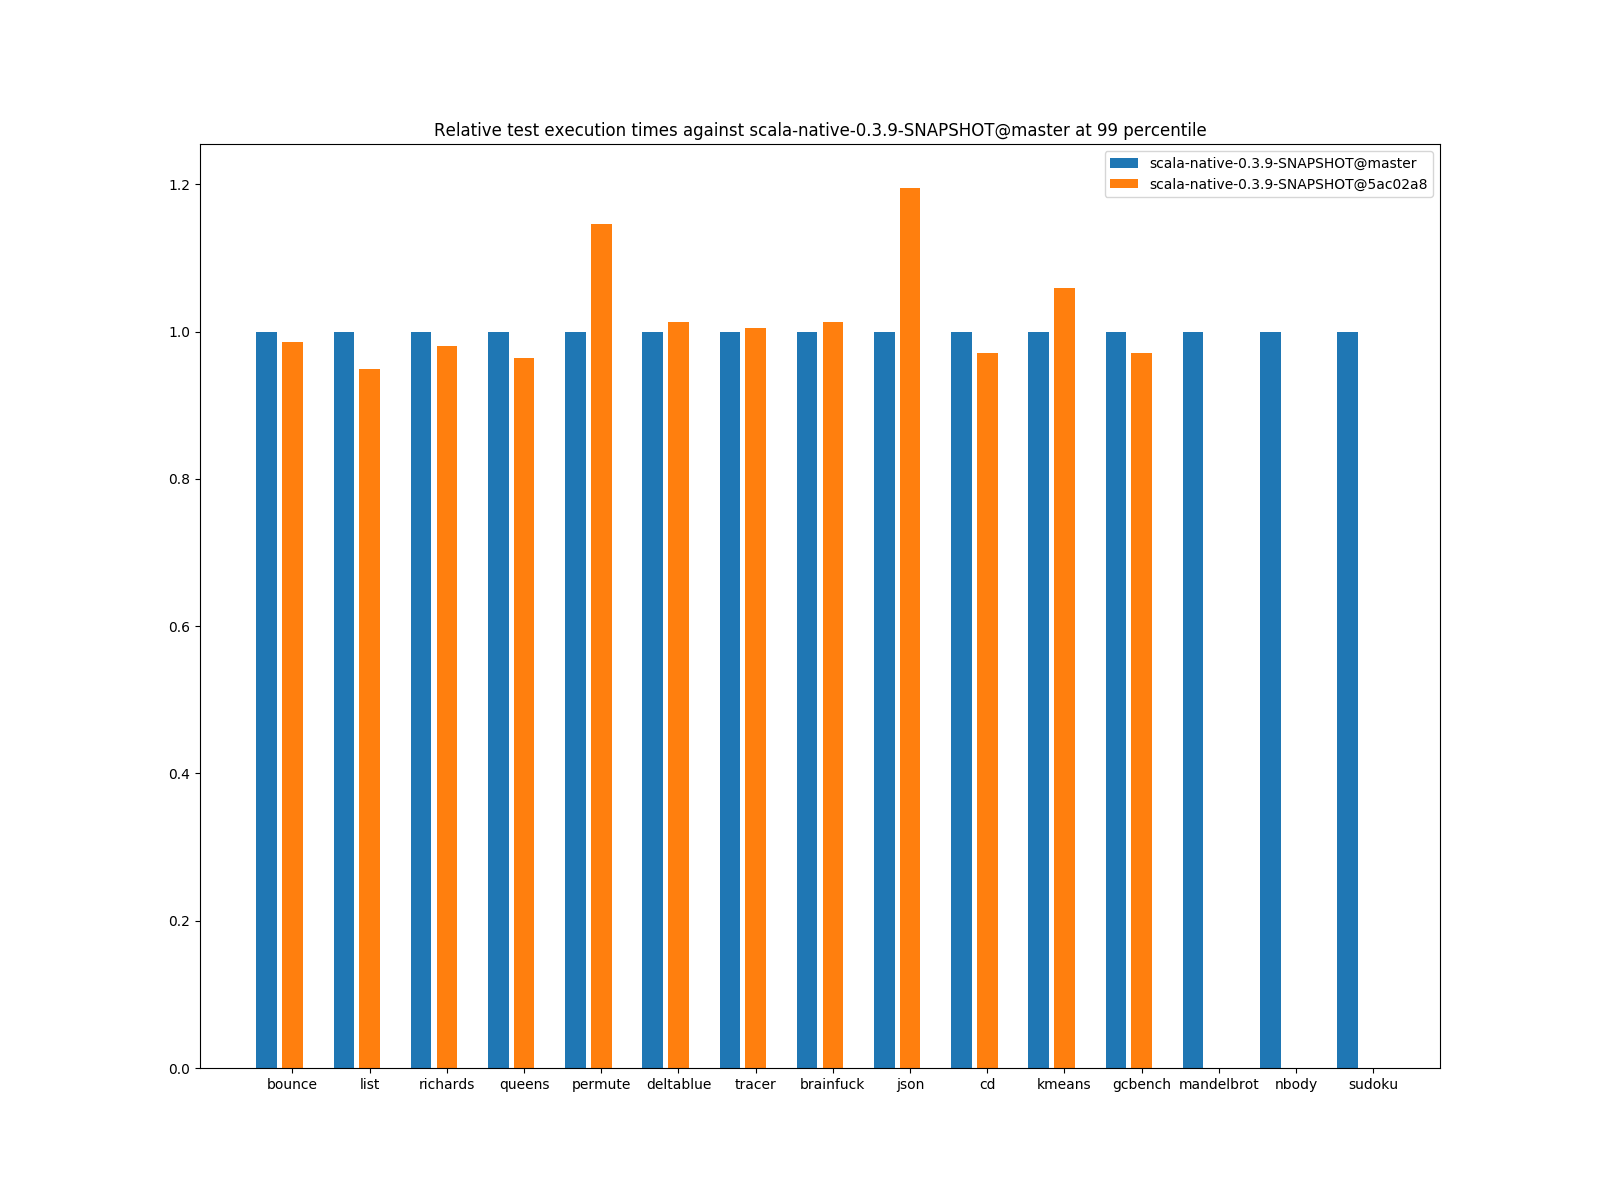 Relative test execution times against scala-native-0.3.9-SNAPSHOT@master at 99 percentile
scala-native-0.3.9-SNAPSHOT@master
scala-native-0.3.9-SNAPSHOT@5ac02a8
1.2
1.0
0.8
0.6
0.4
0.2
0.0
bounce list richards queens permute deltablue tracer brainfuck json cd kmeans gcbench mandelbrot nbody sudoku